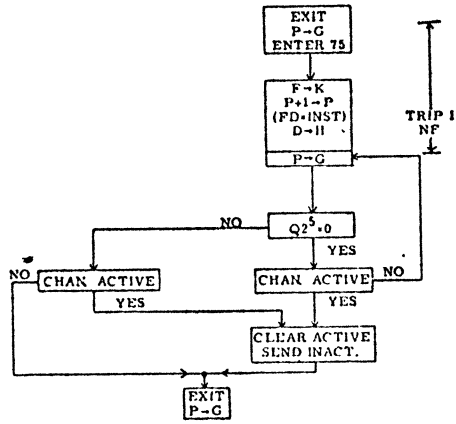 EXIT
P→G
ENTER 75
F→K
P+1→P
(FD=INST)
D→H
P→G
TRIP 1
NF
NO
Q2⁵=0
YES
NO
CHAN. ACTIVE
CHAN. ACTIVE
NO
YES
YES
CLEAR ACTIVE
SEND INACT.
EXIT
P→G